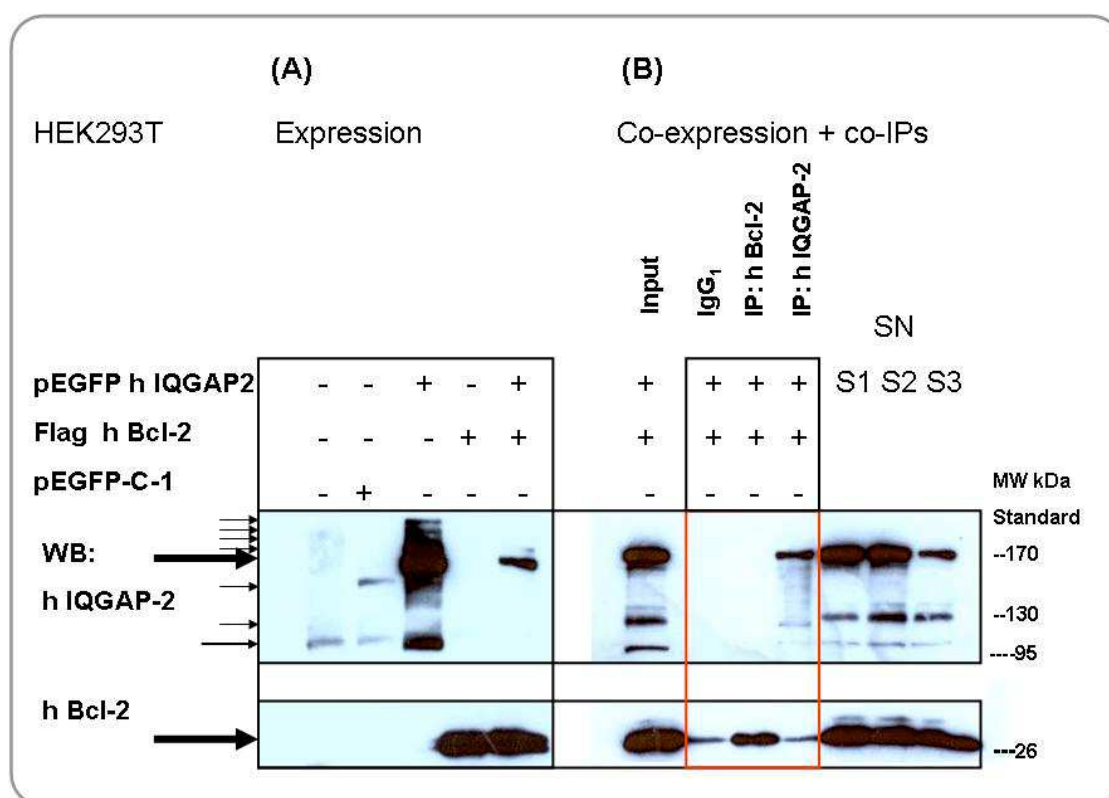 (A) (B)
HEK293T Expression Co-expression + co-IPs
Input IgG1 IP: h Bcl-2 IP: h IQGAP-2
SN
pEGFP h IQGAP2 - - + - + + + + + S1 S2 S3
Flag h Bcl-2 - - - + + + + + +
pEGFP-C-1 - + - - - - - - - MW kDa
Standard
WB: --170
h IQGAP-2 --130
----95
h Bcl-2
---26